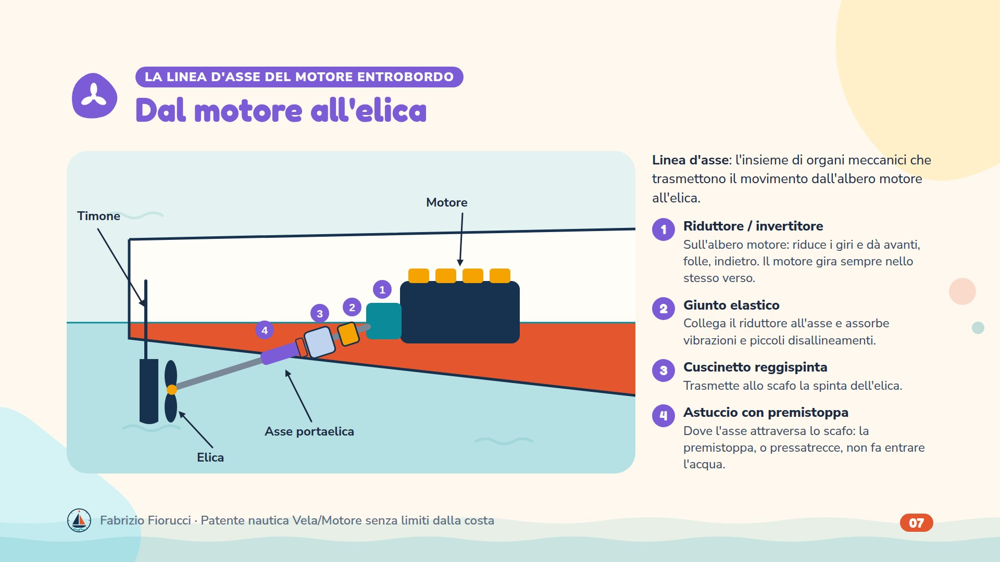 LA LINEA D'ASSE DEL MOTORE ENTROBORDO
Dal motore all'elica
Timone
Motore
1
2
3
4
Asse portaelica
Elica
Linea d'asse: l'insieme di organi meccanici che
trasmettono il movimento dall'albero motore
all'elica.
1 Riduttore / invertitore
Sull'albero motore: riduce i giri e dà avanti,
folle, indietro. Il motore gira sempre nello
stesso verso.
2 Giunto elastico
Collega il riduttore all'asse e assorbe
vibrazioni e piccoli disallineamenti.
3 Cuscinetto reggispinta
Trasmette allo scafo la spinta dell'elica.
4 Astuccio con premistoppa
Dove l'asse attraversa lo scafo: la
premistoppa, o pressatrecce, non fa entrare
l'acqua.
Fabrizio Fiorucci · Patente nautica Vela/Motore senza limiti dalla costa
07